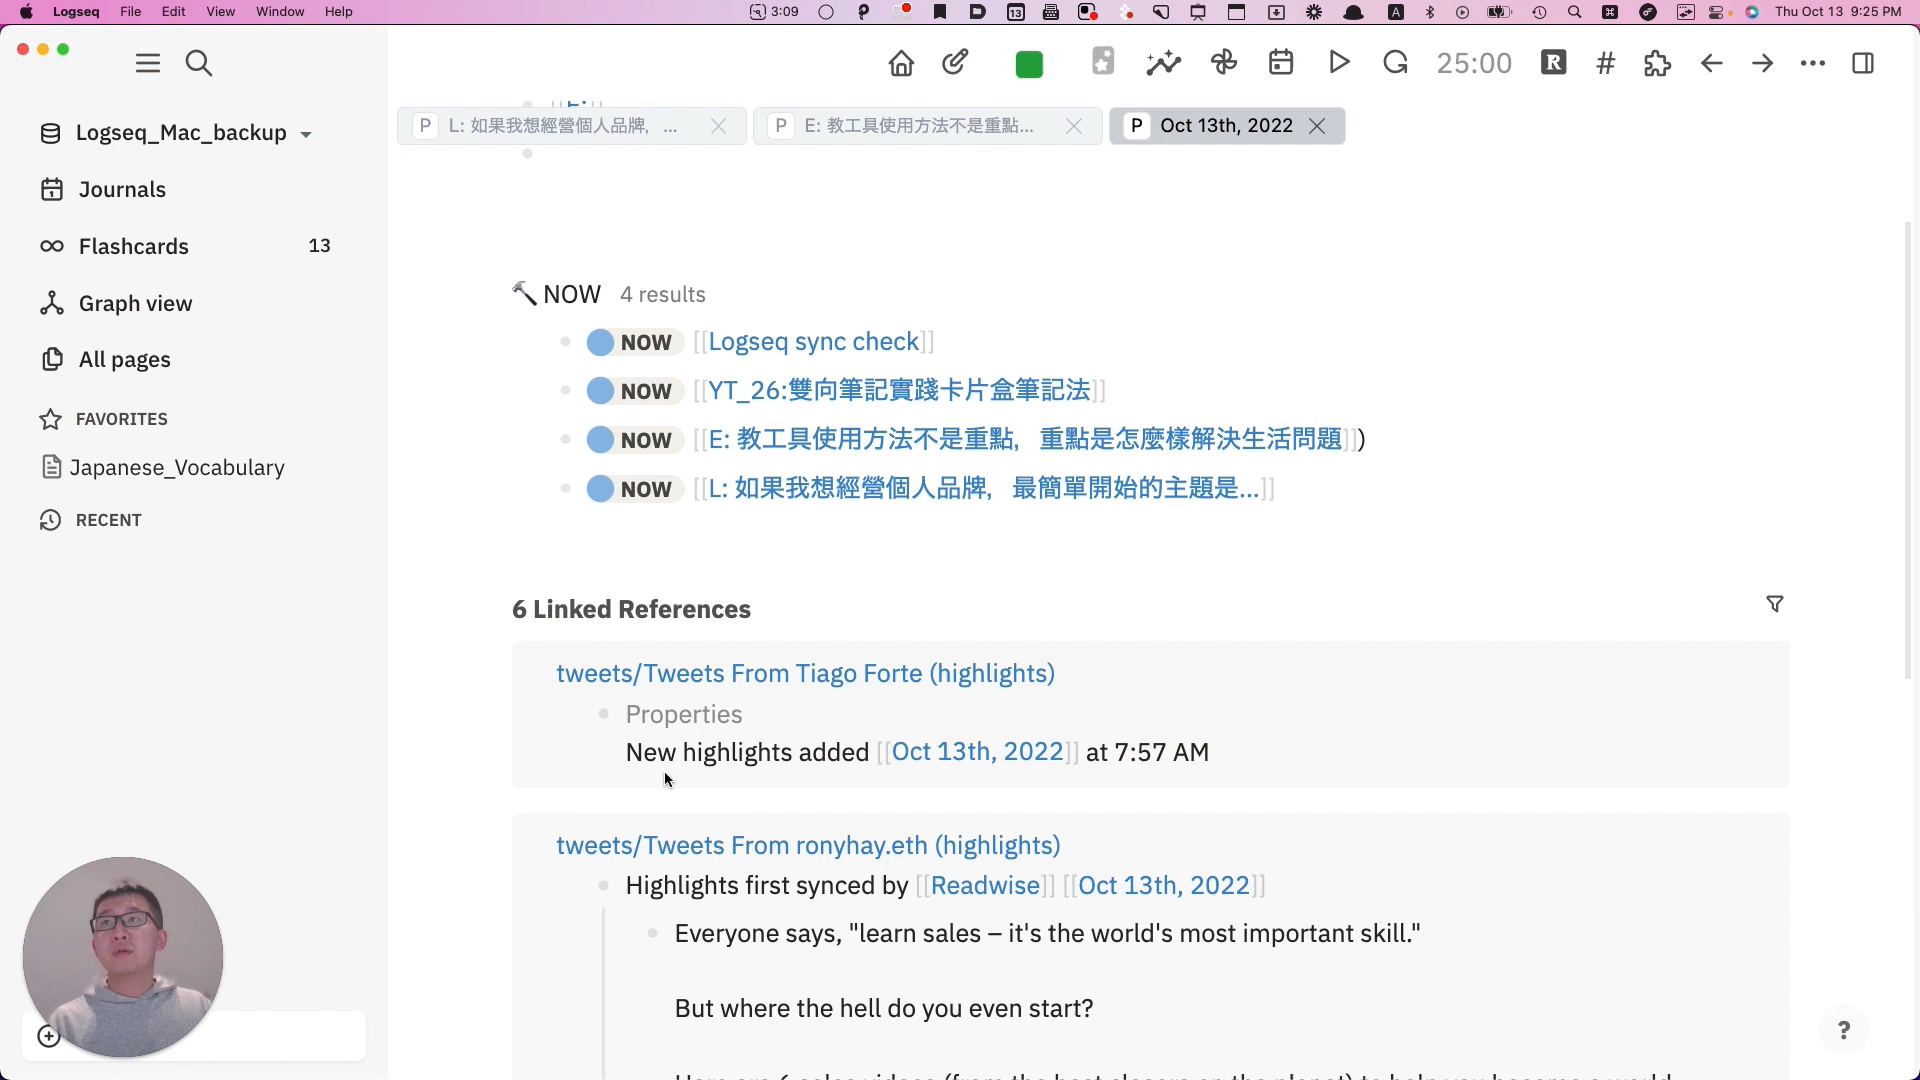 Logseq File Edit View Window Help 3:09 13 A Thu Oct 13 9:25 PM
25:00 R #
Logseq_Mac_backup
P L: 如果我想經營個人品牌, ...
P E: 教工具使用方法不是重點...
P Oct 13th, 2022
Journals
Flashcards 13
Graph view
All pages
FAVORITES
Japanese_Vocabulary
RECENT
NOW 4 results
NOW [[Logseq sync check]]
NOW [[YT_26:雙向筆記實踐卡片盒筆記法]]
NOW [[E: 教工具使用方法不是重點, 重點是怎麼樣解決生活問題]])
NOW [[L: 如果我想經營個人品牌, 最簡單開始的主題是...]]
6 Linked References
tweets/Tweets From Tiago Forte (highlights)
Properties
New highlights added [[Oct 13th, 2022]] at 7:57 AM
tweets/Tweets From ronyhay.eth (highlights)
Highlights first synced by [[Readwise]] [[Oct 13th, 2022]]
Everyone says, "learn sales – it's the world's most important skill."
But where the hell do you even start?
?